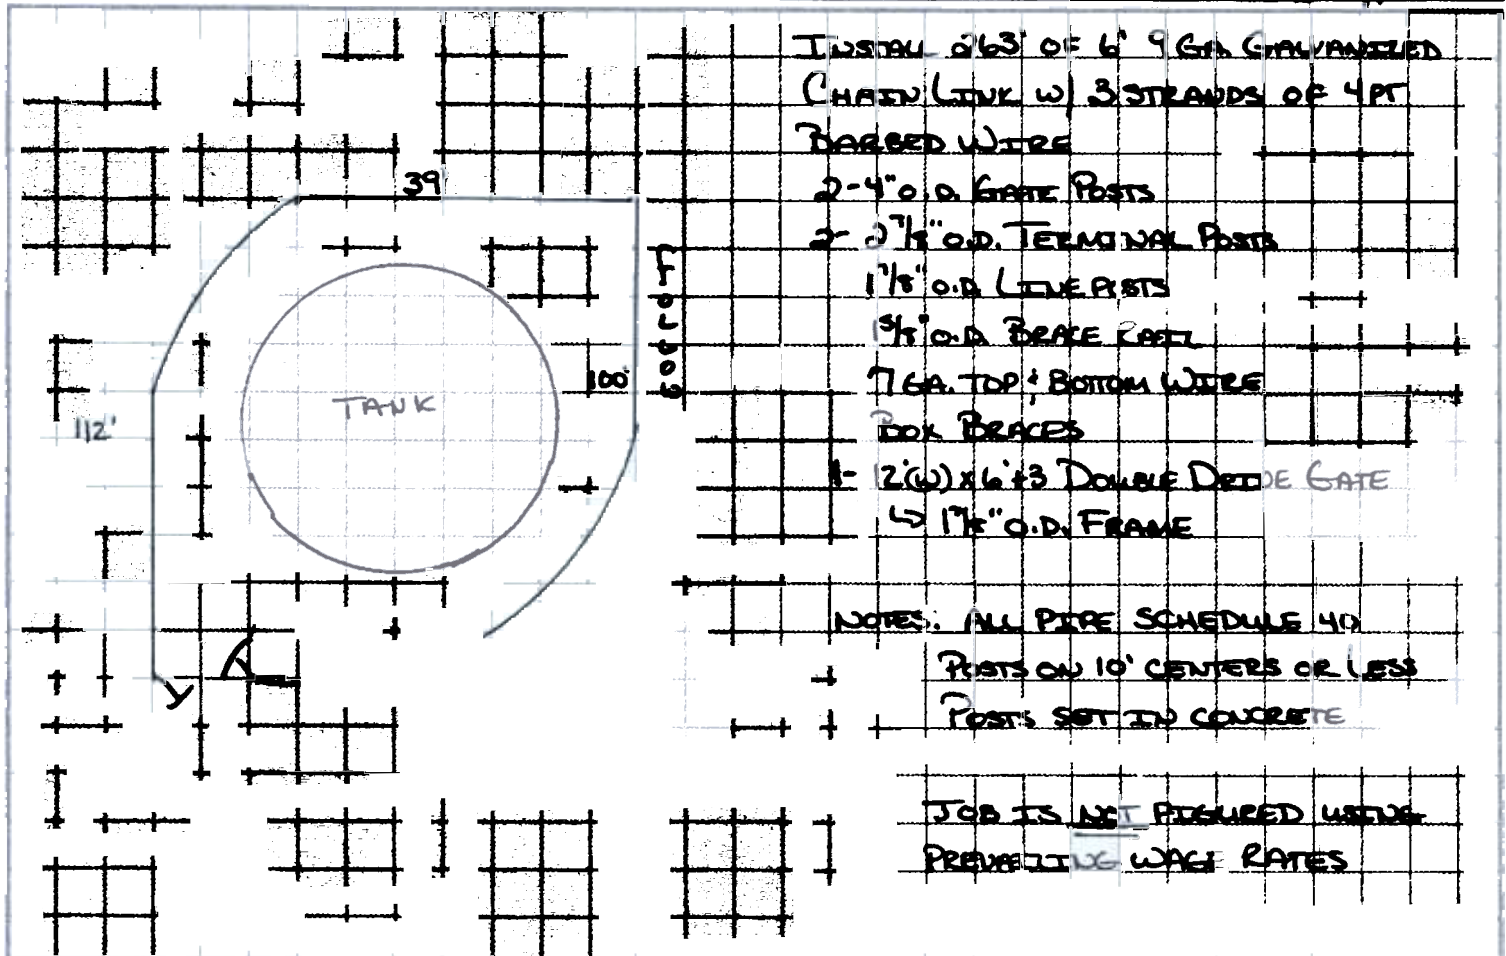 INSTALL 263' OF 6' 9 GA. GALVANIZED
CHAIN LINK W/ 3 STRANDS OF 4 PT
BARBED WIRE
2-4" O.D. GATE POSTS
2- 2 7/8" O.D. TERMINAL POSTS
1 7/8" O.D. LINE POSTS
1 5/8" O.D. BRACE RAIL
7 GA. TOP & BOTTOM WIRE
BOX BRACES
1- 12'(W) X 6'+3 DOUBLE DRIVE GATE
1 7/8" O.D. FRAME
NOTES: ALL PIPE SCHEDULE 40
POSTS ON 10' CENTERS OR LESS
POSTS SET IN CONCRETE
JOB IS NOT FIGURED USING
PREVAILING WAGE RATES
39
100'
TANK
112'